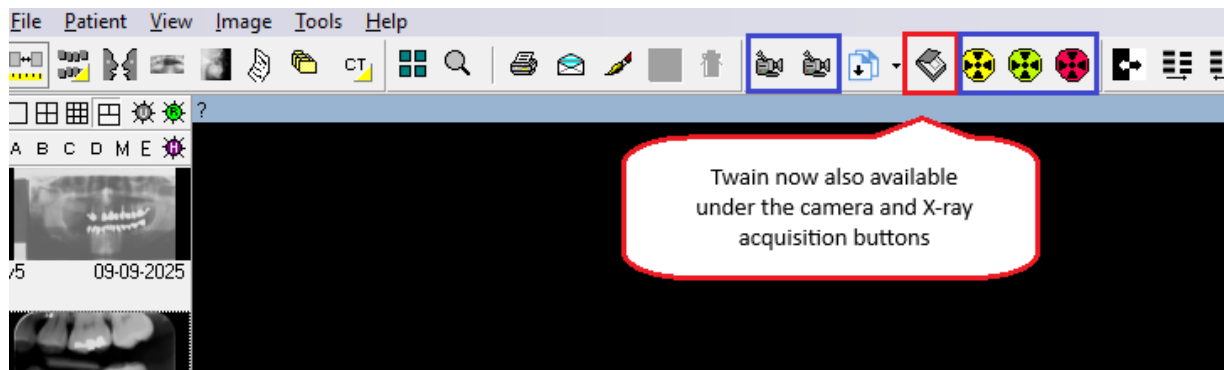 File Patient View Image Tools Help
CT
?
A B C D M E
Twain now also available
under the camera and X-ray
acquisition buttons
09-09-2025